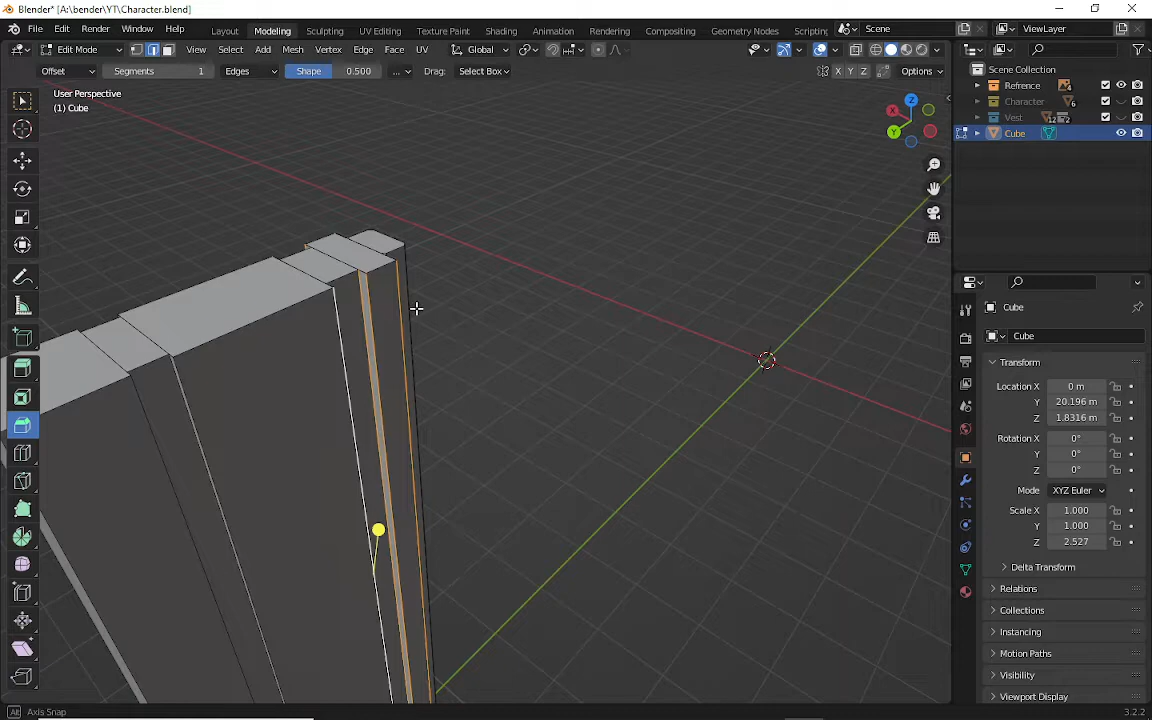 Blender* [A:\bender\YT\Character.blend]
File Edit Render Window Help Layout Modeling Sculpting UV Editing Texture Paint Shading Animation Rendering Compositing Geometry Nodes Scripting Scene ViewLayer
Edit Mode View Select Add Mesh Vertex Edge Face UV Global
Offset Segments 1 Edges Shape 0.500 ... Drag: Select Box X Y Z Options
User Perspective
(1) Cube
X
Y
Z
Scene Collection
Refrence 4
Character 6
Vest 12 2
Cube
Cube
Cube
Transform
Location X 0 m
Y 20.196 m
Z 1.8316 m
Rotation X 0°
Y 0°
Z 0°
Mode XYZ Euler
Scale X 1.000
Y 1.000
Z 2.527
Delta Transform
Relations
Collections
Instancing
Motion Paths
Visibility
Viewport Display
Alt Axis Snap
3.2.2